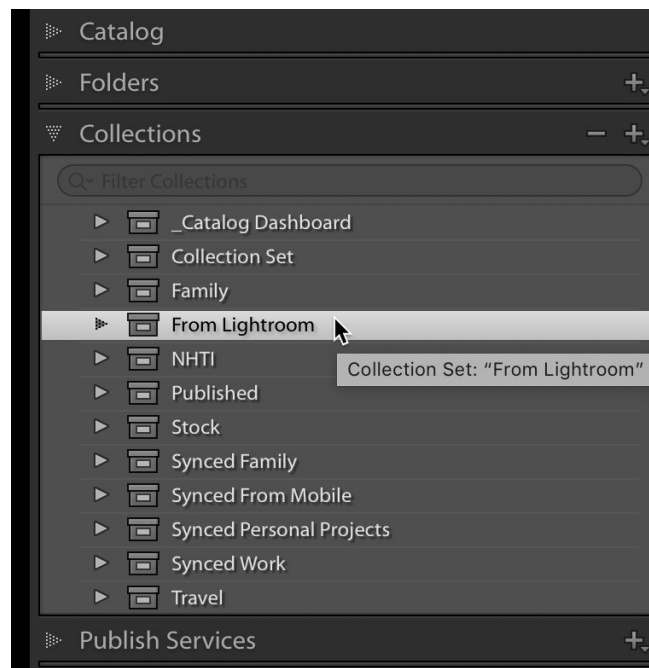 Catalog
Folders
Collections
Filter Collections
_Catalog Dashboard
Collection Set
Family
From Lightroom
NHTI
Collection Set: “From Lightroom”
Published
Stock
Synced Family
Synced From Mobile
Synced Personal Projects
Synced Work
Travel
Publish Services